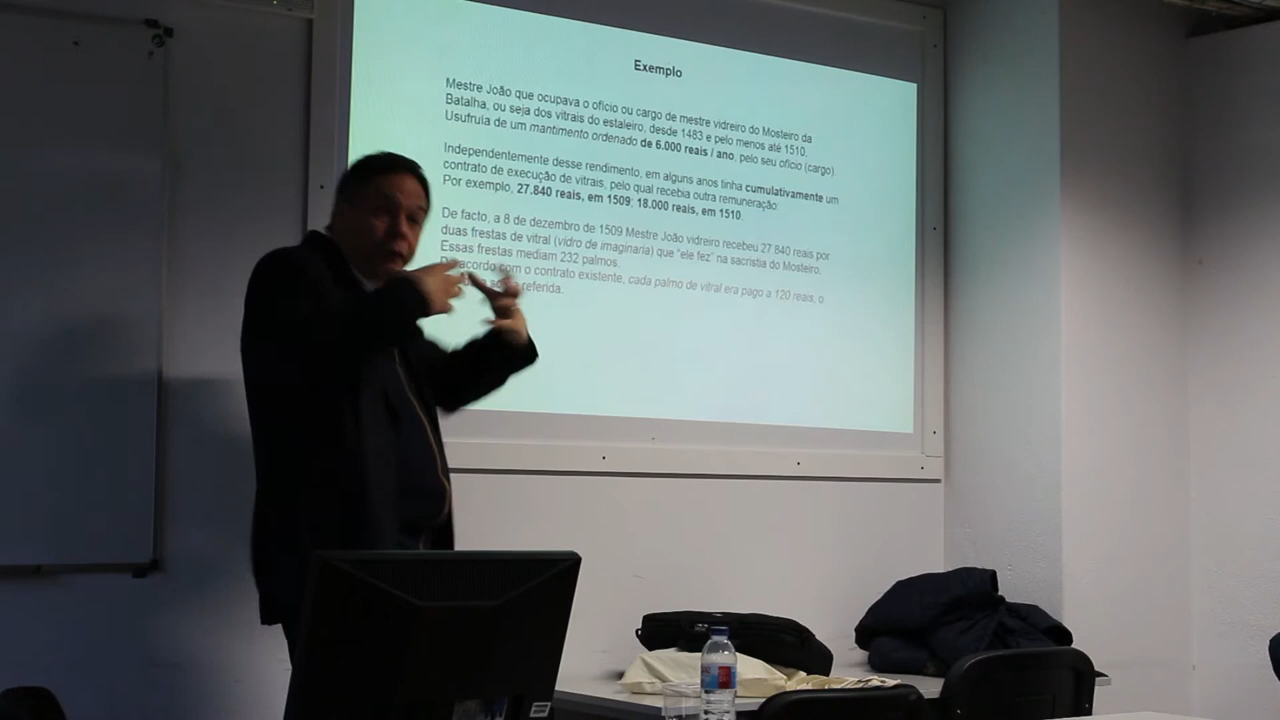 Exemplo
Mestre João que ocupava o ofício ou cargo de mestre vidreiro do Mosteiro da
Batalha, ou seja dos vitrais do estaleiro, desde 1483 e pelo menos até 1510.
Usufruía de um mantimento ordenado de 6.000 reais / ano, pelo seu ofício (cargo)
Independentemente desse rendimento, em alguns anos tinha cumulativamente um
contrato de execução de vitrais, pelo qual recebia outra remuneração:
Por exemplo, 27.840 reais, em 1509; 18.000 reais, em 1510.
De facto, a 8 de dezembro de 1509 Mestre João vidreiro recebeu 27 840 reais por
duas frestas de vitral (vidro de imaginaria) que "ele fez" na sacristia do Mosteiro.
Essas frestas mediam 232 palmos.
acordo com o contrato existente, cada palmo de vitral era pago a 120 reais, o
referida.